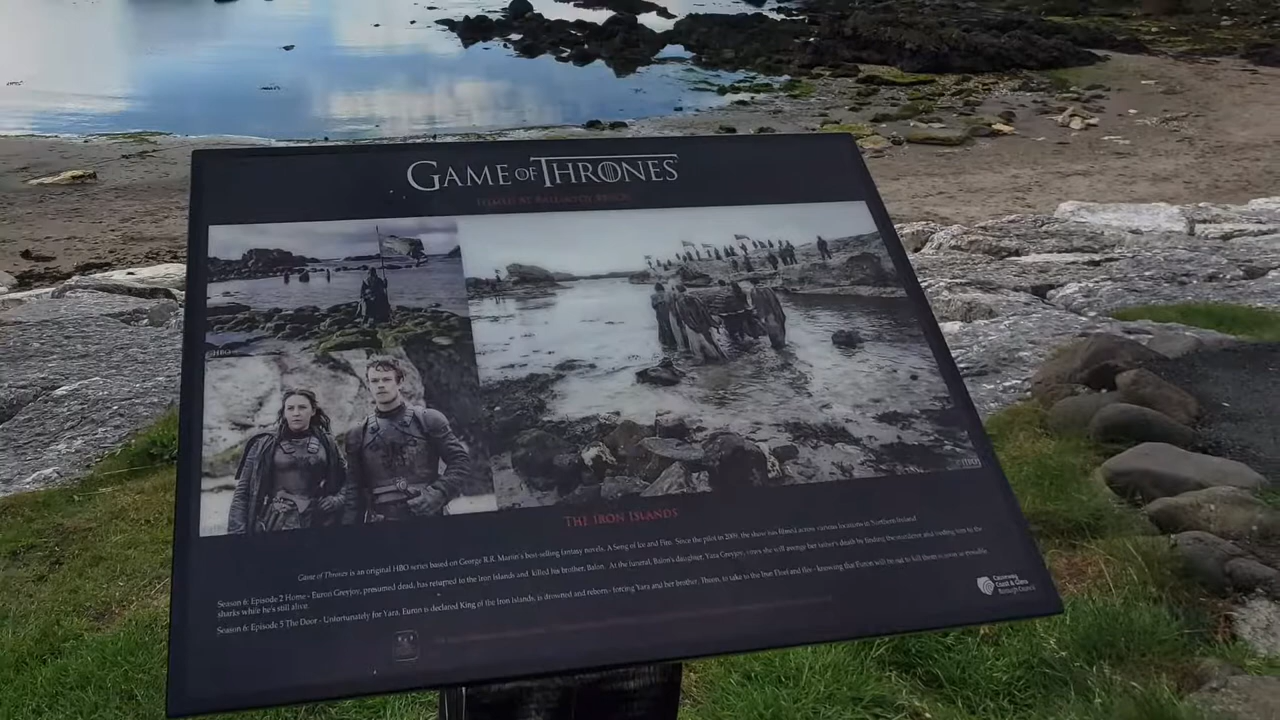 GAME OF THRONES
FILMED AT BALLINTOY BEACH
©HBO
©HBO
THE IRON ISLANDS
Game of Thrones is an original HBO series based on George R.R. Martin's best-selling fantasy novels, A Song of Ice and Fire. Since the pilot in 2009, the show has filmed across various locations in Northern Ireland.
Season 6: Episode 2 Home - Euron Greyjoy, presumed dead, has returned to the Iron Islands and killed his brother, Balon. At the funeral, Balon's daughter, Yara Greyjoy, vows she will avenge her father's death by finding the murderer and feeding him to the
sharks while he's still alive.
Season 6: Episode 5 The Door - Unfortunately for Yara, Euron is declared King of the Iron Islands, is drowned and reborn - forcing Yara and her brother, Theon, to take to the Iron Fleet and flee - knowing that Euron will be out to kill them as soon as possible.
Causeway
Coast & Glens
Borough Council